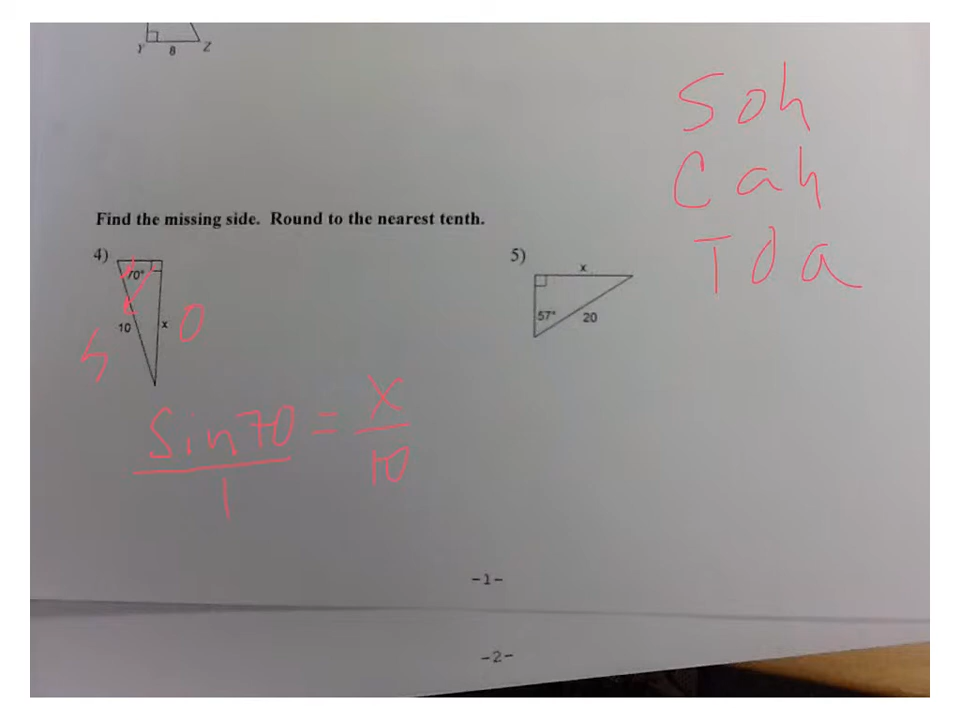 Y 8 Z
Soh
Cah
Toa
Find the missing side. Round to the nearest tenth.
4)
70°
10 x O
h
5)
x
57° 20
Sin70 = x
1 10
-1-
-2-